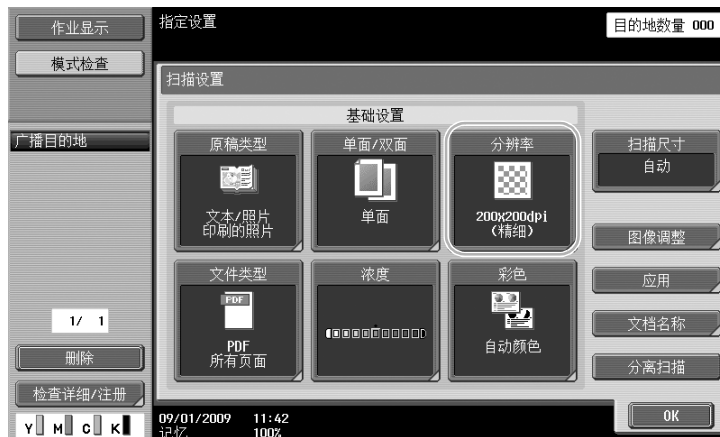 作业显示
指定设置
目的地数量 000
模式检查
扫描设置
基础设置
广播目的地
原稿类型
单面/双面
分辨率
扫描尺寸
自动
文本/照片
印刷的照片
单面
200x200dpi
(精细)
图像调整
文件类型
浓度
彩色
应用
PDF
1/ 1
文档名称
PDF
所有页面
自动颜色
删除
分离扫描
检查详细/注册
OK
Y M C K
09/01/2009 11:42
记忆 100%